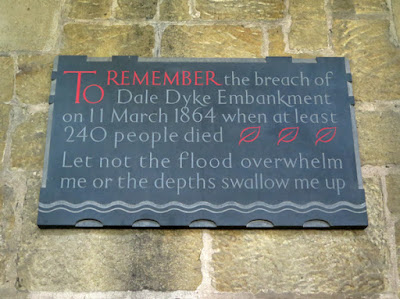 To REMEMBER the breach of
Dale Dyke Embankment
on 11 March 1864 when at least
240 people died
Let not the flood overwhelm
me or the depths swallow me up